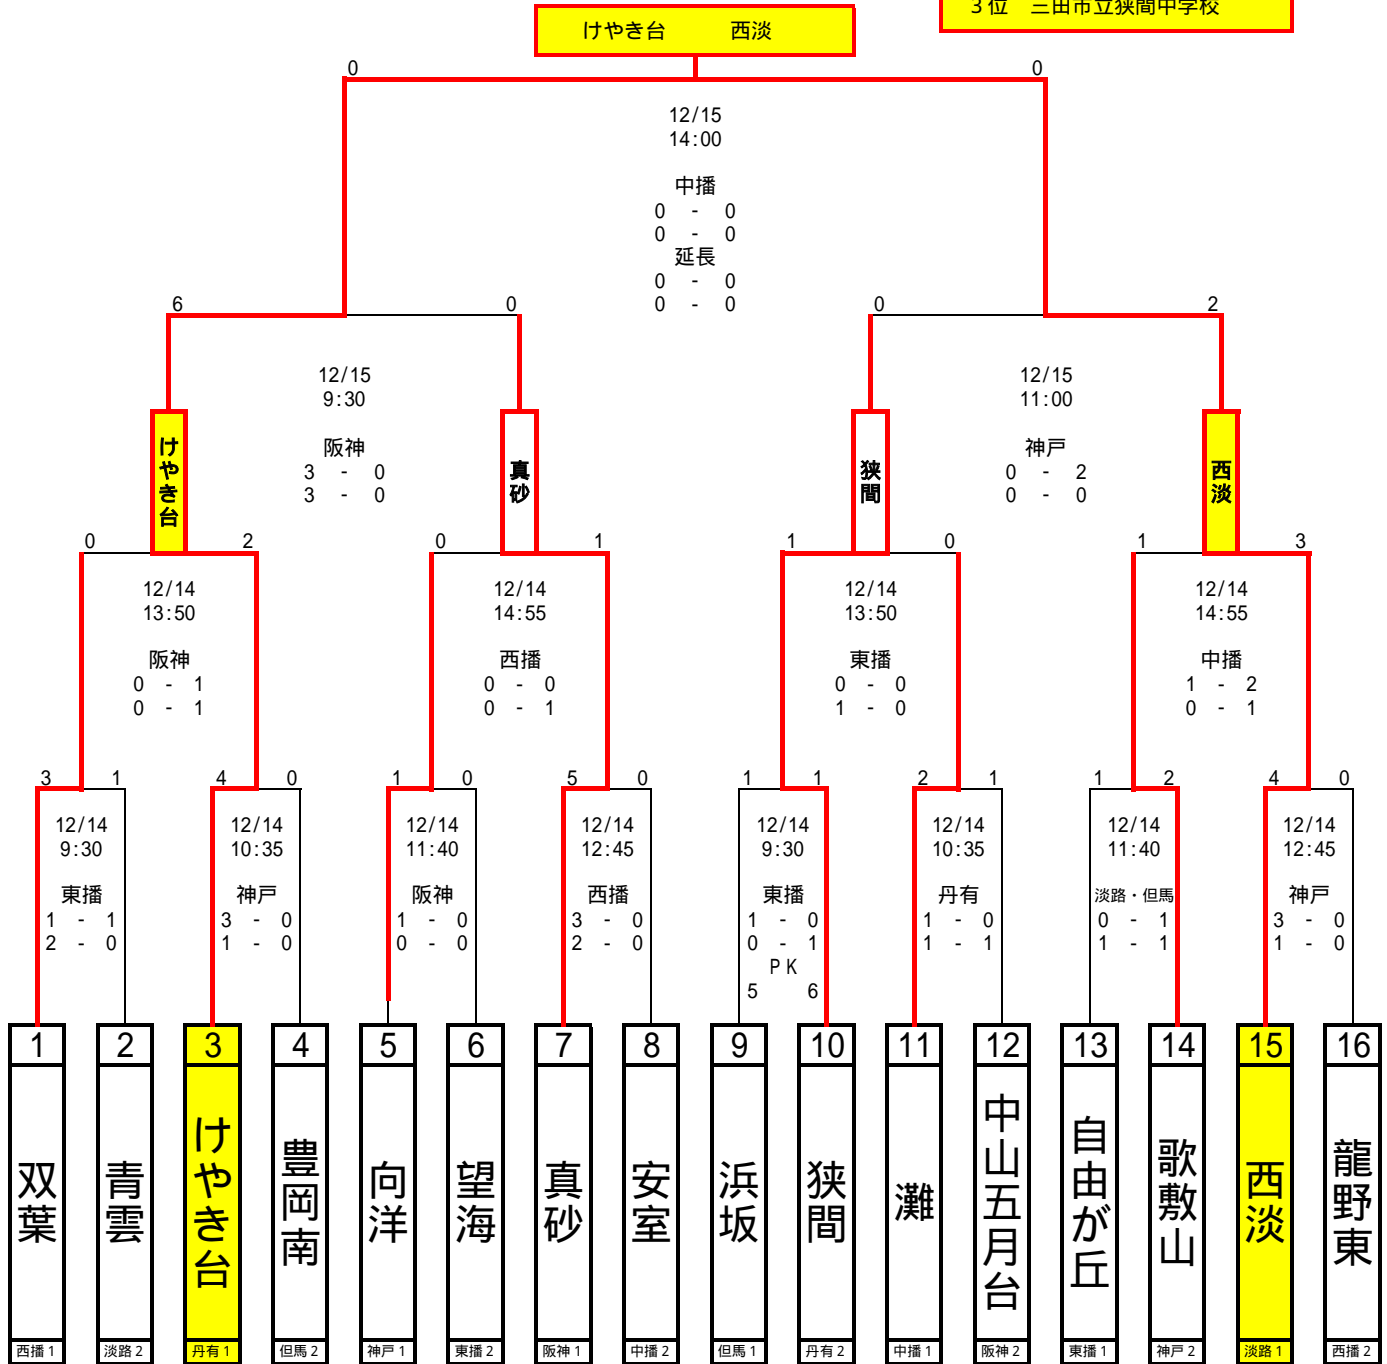 3位 三田市立狭間中学校
けやき台 西淡
0 0
12/15
14:00
中播
0 - 0
0 - 0
延長
0 - 0
0 - 0
6 0 0 2
12/15 12/15
9:30 11:00
阪神 神戸
3 - 0 0 - 2
3 - 0 0 - 0
けやき台 真砂 狭間 西淡
0 2 0 1 1 0 1 3
12/14 12/14 12/14 12/14
13:50 14:55 13:50 14:55
阪神 西播 東播 中播
0 - 1 0 - 0 0 - 0 1 - 2
0 - 1 0 - 1 1 - 0 0 - 1
3 1 4 0 1 0 5 0 1 1 2 1 1 2 4 0
12/14 12/14 12/14 12/14 12/14 12/14 12/14 12/14
9:30 10:35 11:40 12:45 9:30 10:35 11:40 12:45
東播 神戸 阪神 西播 東播 丹有 淡路・但馬 神戸
1 - 1 3 - 0 1 - 0 3 - 0 1 - 0 1 - 0 0 - 1 3 - 0
2 - 0 1 - 0 0 - 0 2 - 0 0 - 1 1 - 1 1 - 1 1 - 0
PK
5 6
1 2 3 4 5 6 7 8 9 10 11 12 13 14 15 16
双葉 青雲 けやき台 豊岡南 向洋 望海 真砂 安室 浜坂 狭間 灘 中山五月台 自由が丘 歌敷山 西淡 龍野東
西播1 淡路2 丹有1 但馬2 神戸1 東播2 阪神1 中播2 但馬1 丹有2 中播1 阪神2 東播1 神戸2 淡路1 西播2